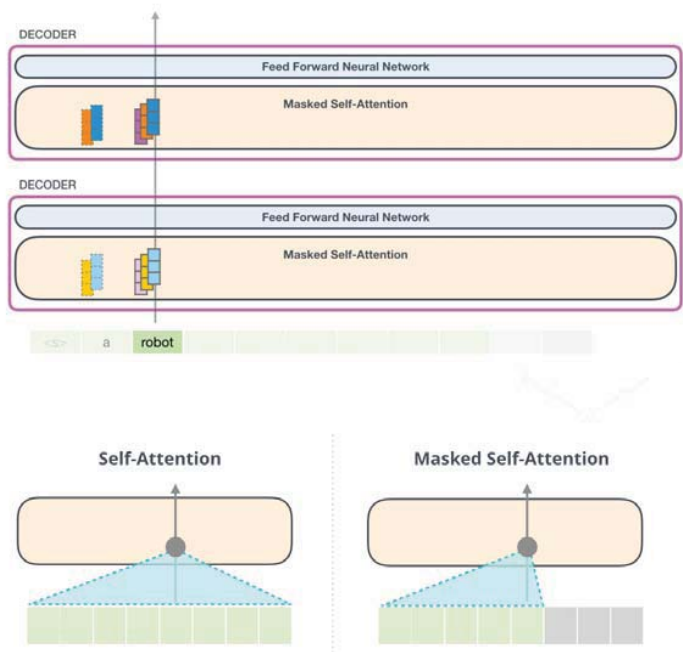 DECODER
Feed Forward Neural Network
Masked Self-Attention
DECODER
Feed Forward Neural Network
Masked Self-Attention
<s> a robot
Self-Attention
Masked Self-Attention